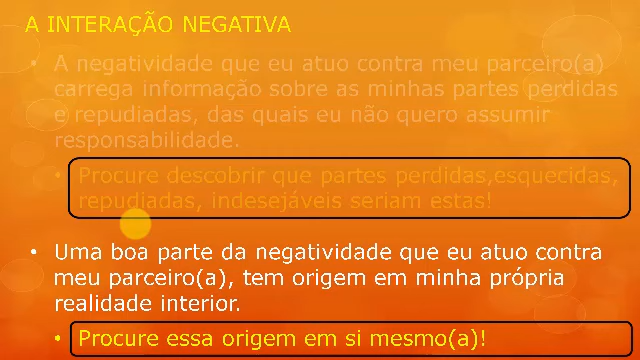 A INTERAÇÃO NEGATIVA
• A negatividade que eu atuo contra meu parceiro(a)
carrega informação sobre as minhas partes perdidas
e repudiadas, das quais eu não quero assumir
responsabilidade.
• Procure descobrir que partes perdidas,esquecidas,
repudiadas, indesejáveis seriam estas!
• Uma boa parte da negatividade que eu atuo contra
meu parceiro(a), tem origem em minha própria
realidade interior.
• Procure essa origem em si mesmo(a)!